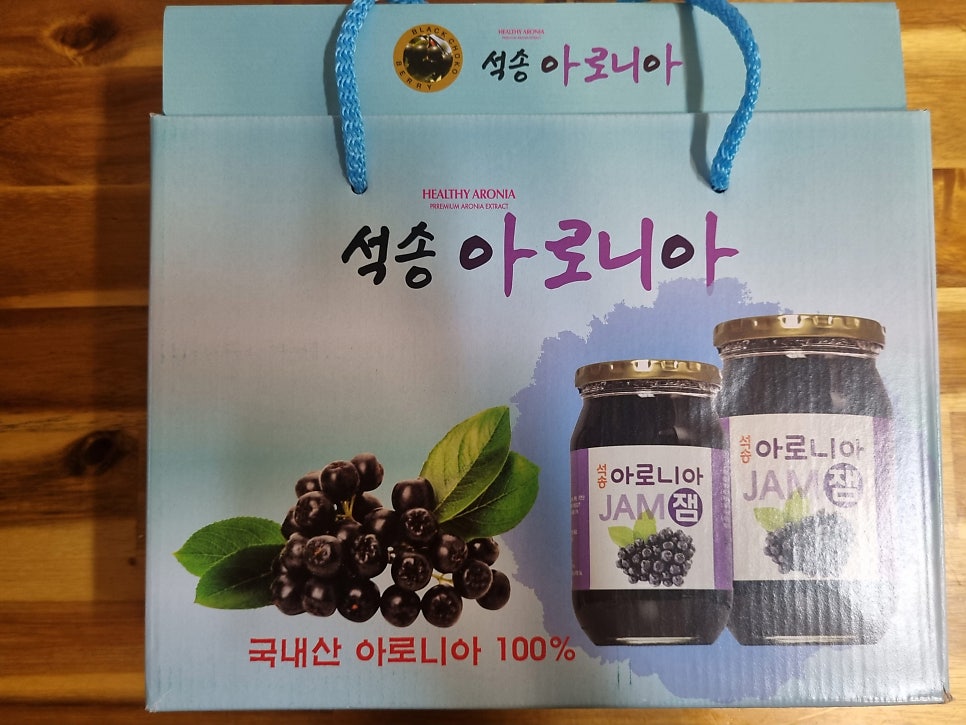 BLACK CHOKO BERRY
HEALTHY ARONIA
석송 아로니아
HEALTHY ARONIA
PRREMIUM ARONIA EXTRACT
석송 아로니아
석송 아로니아
JAM 잼
석송 아로니아
JAM 잼
국내산 아로니아 100%